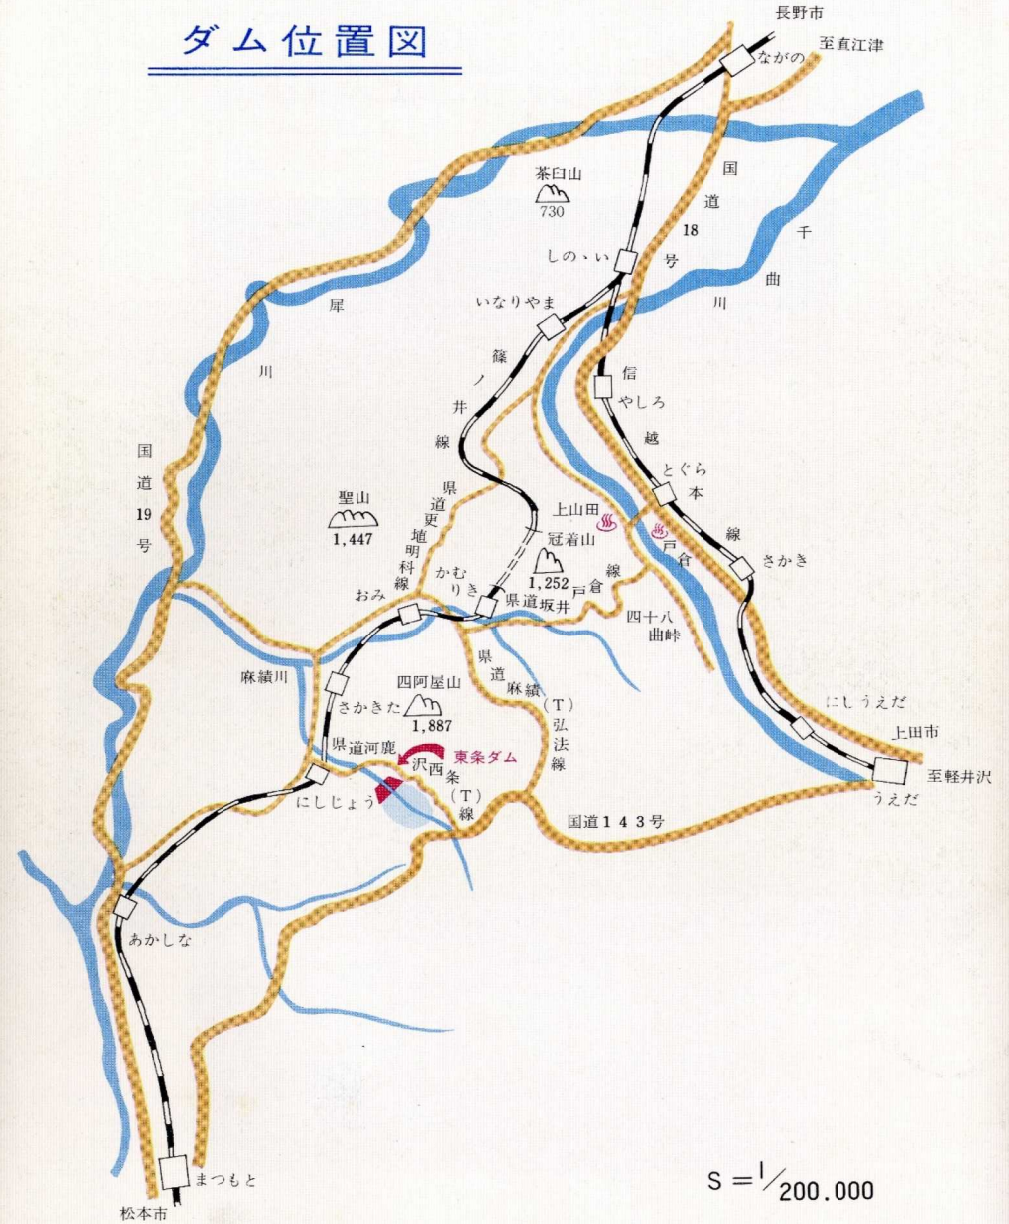 ダム位置図
長野市
ながの
至直江津
茶臼山
730
国道18号
千曲川
しのゝい
いなりやま
犀川
篠ノ井線
信越本線
やしろ
とぐら
国道19号
聖山
1,447
県道更埴明科線
上山田
戸倉
冠着山
1,252
さかき
かむりき
おみ
県道坂井戸倉線
四十八曲峠
麻績川
県道麻績(T)弘法線
四阿屋山
1,887
さかきた
にしうえだ
上田市
至軽井沢
うえだ
県道河鹿沢西条(T)線
東条ダム
にしじょう
国道143号
あかしな
まつもと
松本市
S=1/200.000